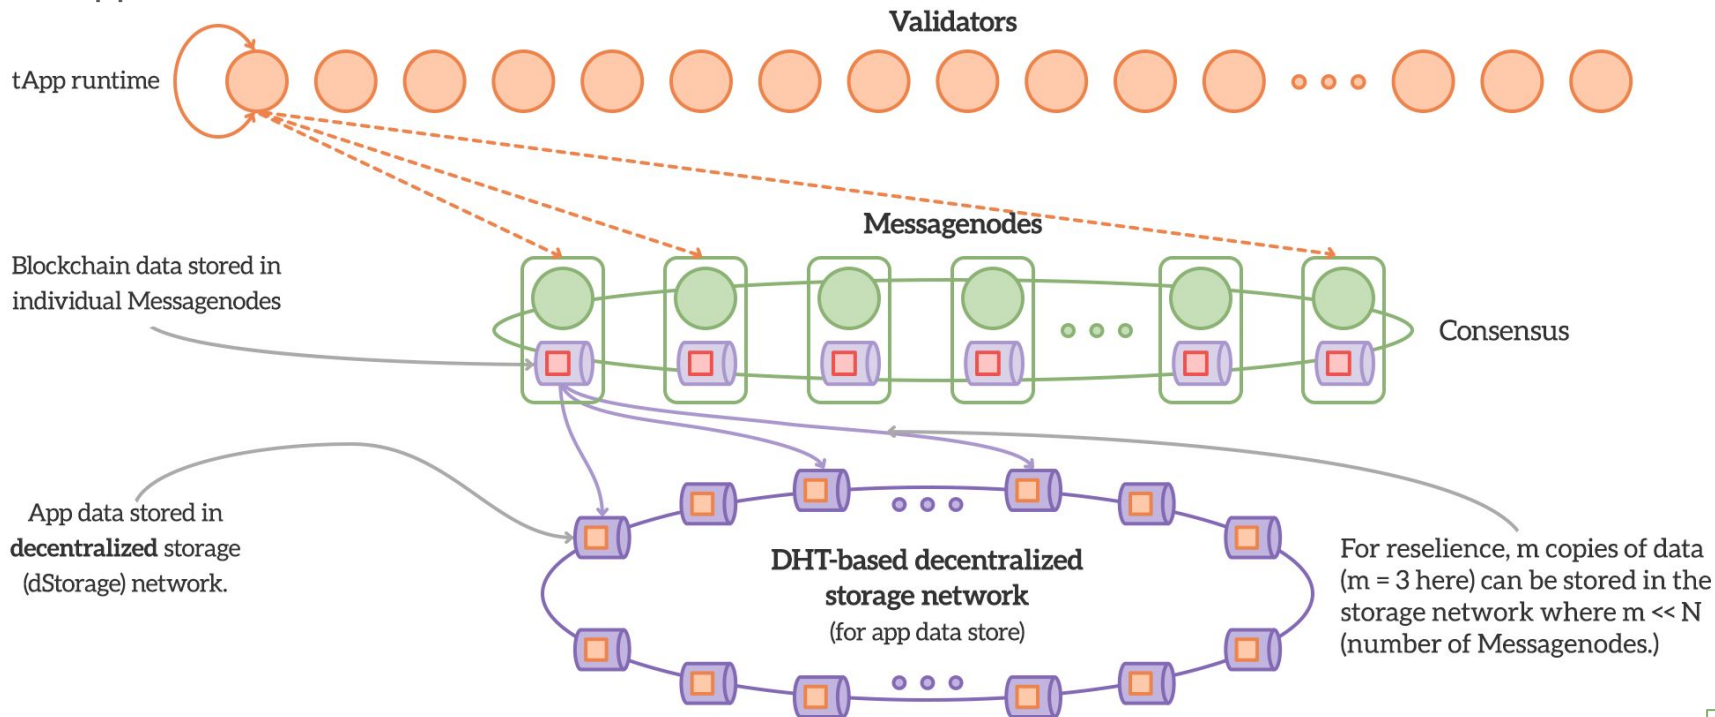 Validators
tApp runtime
Messagenodes
Blockchain data stored in
individual Messagenodes
Consensus
App data stored in
decentralized storage
(dStorage) network.
DHT-based decentralized
storage network
(for app data store)
For reselience, m copies of data
(m = 3 here) can be stored in the
storage network where m << N
(number of Messagenodes.)